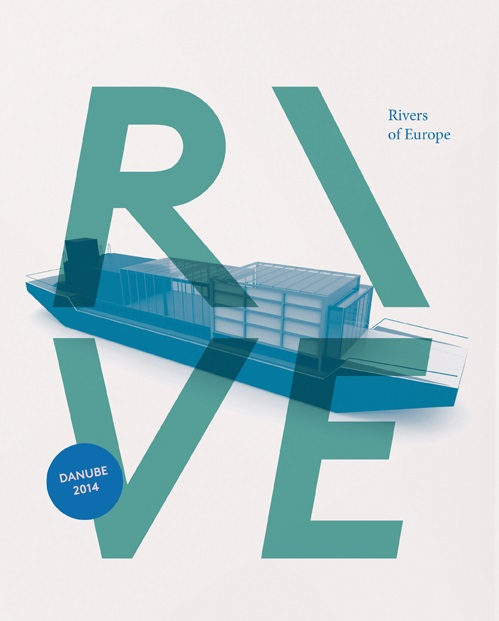 R\
Rivers
of Europe
VE
DANUBE
2014